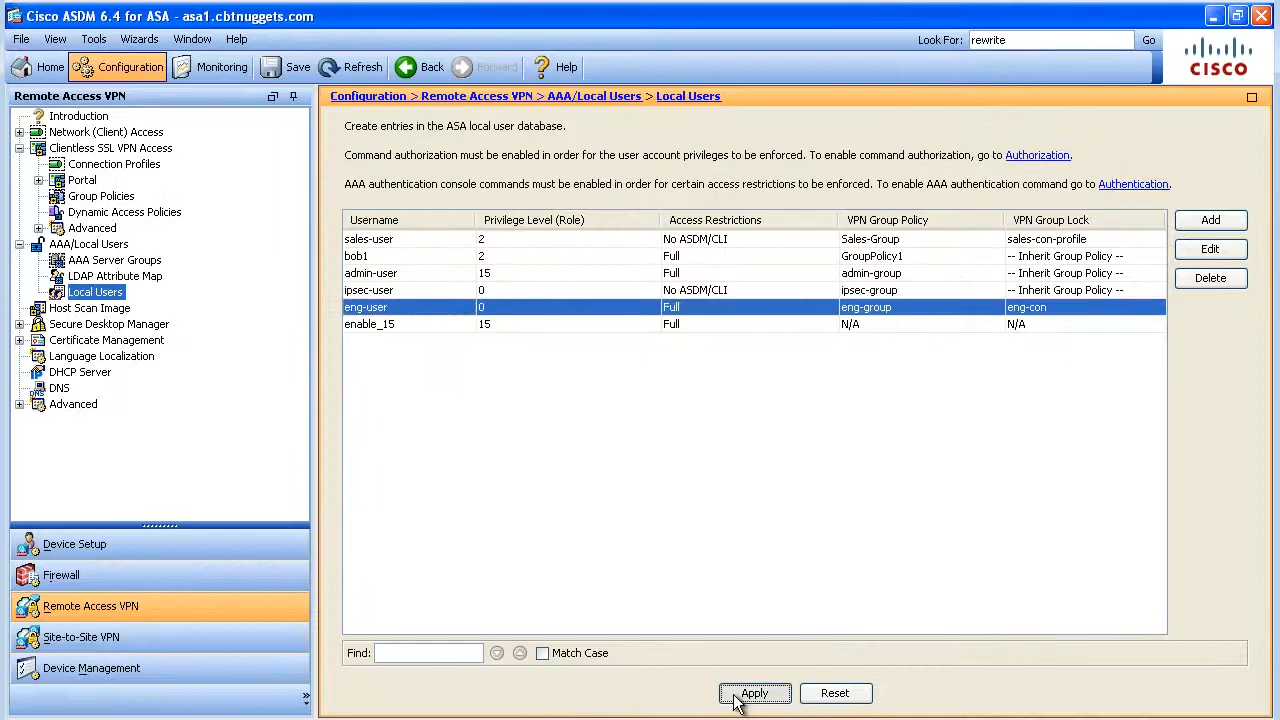 Cisco ASDM 6.4 for ASA - asa1.cbtnuggets.com
File View Tools Wizards Window Help Look For: rewrite Go
Home Configuration Monitoring Save Refresh Back Forward Help
CISCO
Remote Access VPN
Introduction
Network (Client) Access
Clientless SSL VPN Access
Connection Profiles
Portal
Group Policies
Dynamic Access Policies
Advanced
AAA/Local Users
AAA Server Groups
LDAP Attribute Map
Local Users
Host Scan Image
Secure Desktop Manager
Certificate Management
Language Localization
DHCP Server
DNS
DNS
Advanced
Device Setup
Firewall
Remote Access VPN
Site-to-Site VPN
Device Management
»
Configuration > Remote Access VPN > AAA/Local Users > Local Users
Create entries in the ASA local user database.
Command authorization must be enabled in order for the user account privileges to be enforced. To enable command authorization, go to Authorization.
AAA authentication console commands must be enabled in order for certain access restrictions to be enforced. To enable AAA authentication command go to Authentication.
Username Privilege Level (Role) Access Restrictions VPN Group Policy VPN Group Lock
sales-user 2 No ASDM/CLI Sales-Group sales-con-profile
bob1 2 Full GroupPolicy1 -- Inherit Group Policy --
admin-user 15 Full admin-group -- Inherit Group Policy --
ipsec-user 0 No ASDM/CLI ipsec-group -- Inherit Group Policy --
eng-user 0 Full eng-group eng-con
enable_15 15 Full N/A N/A
Add
Edit
Delete
Find: Match Case
Apply Reset